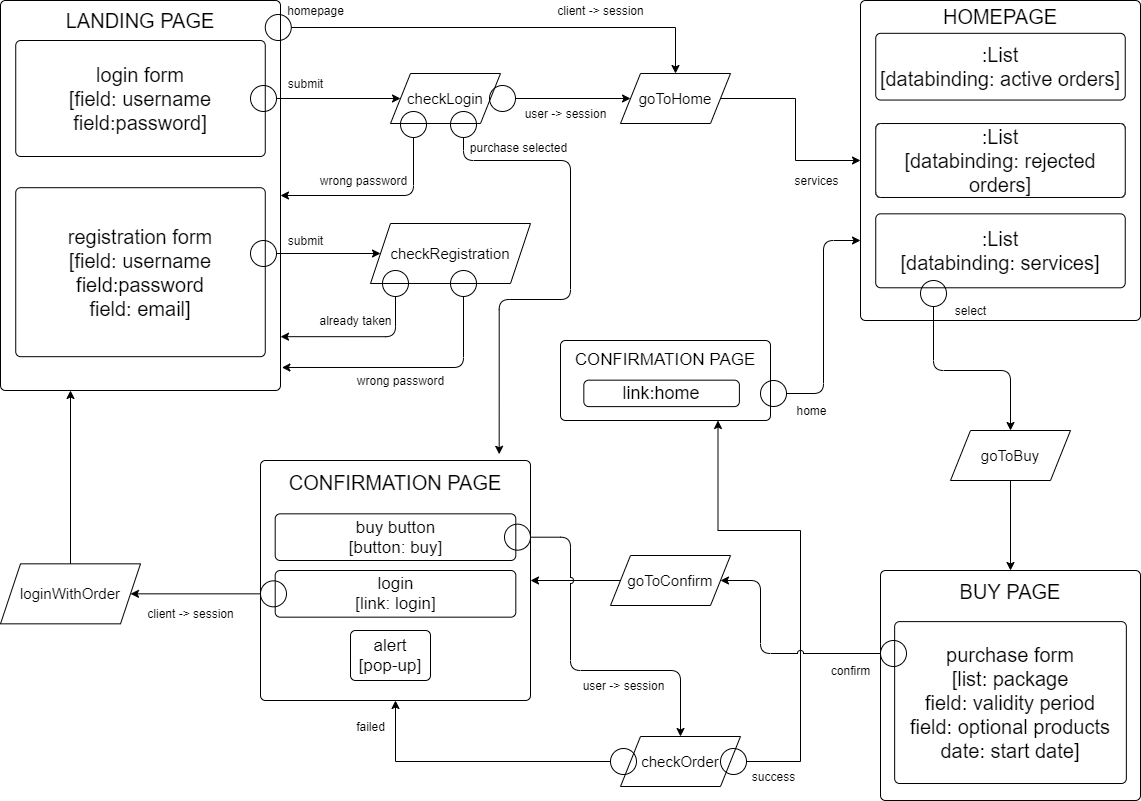 LANDING PAGE
login form
[field: username
field:password]
registration form
[field: username
field:password
field: email]
homepage
client -> session
submit
checkLogin
user -> session
goToHome
purchase selected
wrong password
services
submit
checkRegistration
already taken
wrong password
HOMEPAGE
:List
[databinding: active orders]
:List
[databinding: rejected
orders]
:List
[databinding: services]
select
CONFIRMATION PAGE
link:home
home
goToBuy
CONFIRMATION PAGE
buy button
[button: buy]
login
[link: login]
alert
[pop-up]
loginWithOrder
client -> session
goToConfirm
user -> session
failed
checkOrder
success
confirm
BUY PAGE
purchase form
[list: package
field: validity period
field: optional products
date: start date]